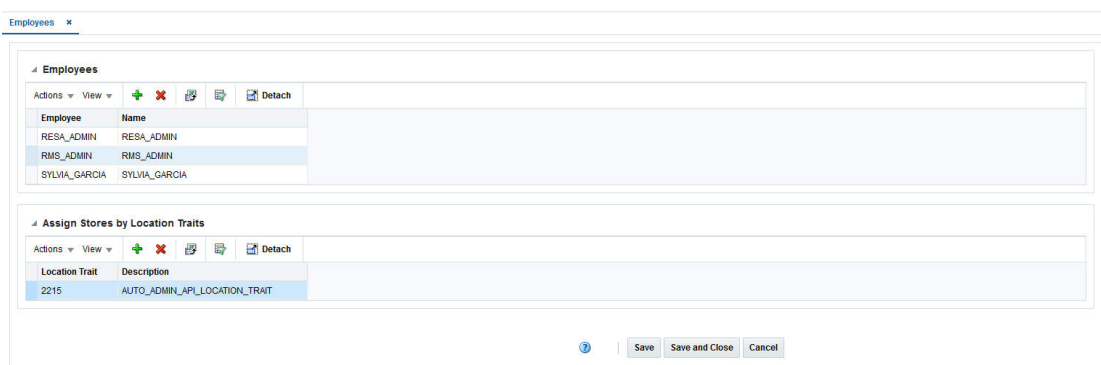 Employees ×
Employees
Actions View Detach
Employee Name
RESA_ADMIN RESA_ADMIN
RMS_ADMIN RMS_ADMIN
SYLVIA_GARCIA SYLVIA_GARCIA
Assign Stores by Location Traits
Actions View Detach
Location Trait Description
2215 AUTO_ADMIN_API_LOCATION_TRAIT
? Save Save and Close Cancel